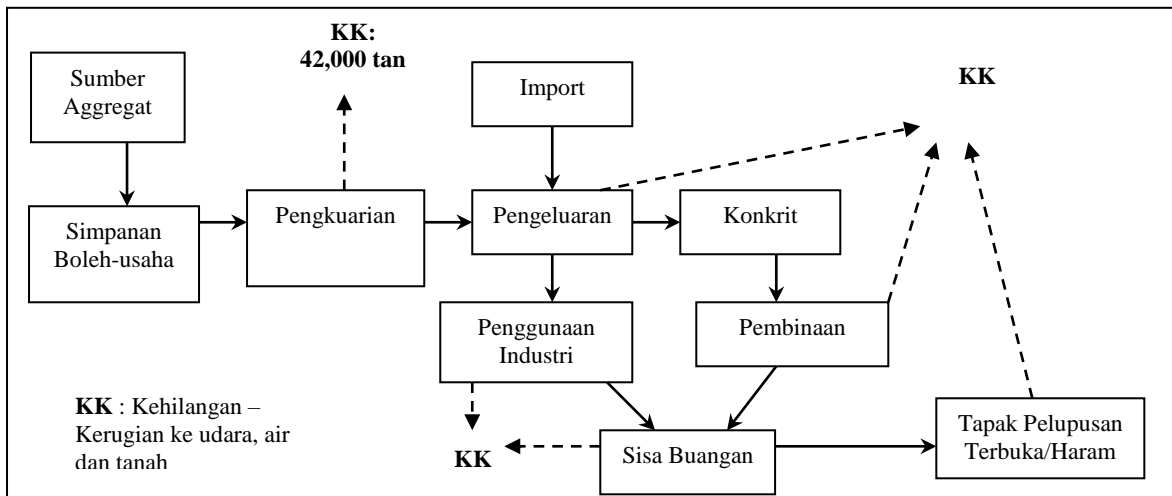 KK:
42,000 tan
Sumber
Aggregat
Import
KK
Simpanan
Boleh-usaha
Pengkuarian
Pengeluaran
Konkrit
Penggunaan
Industri
Pembinaan
KK : Kehilangan –
Kerugian ke udara, air
dan tanah
KK
Sisa Buangan
Tapak Pelupusan
Terbuka/Haram